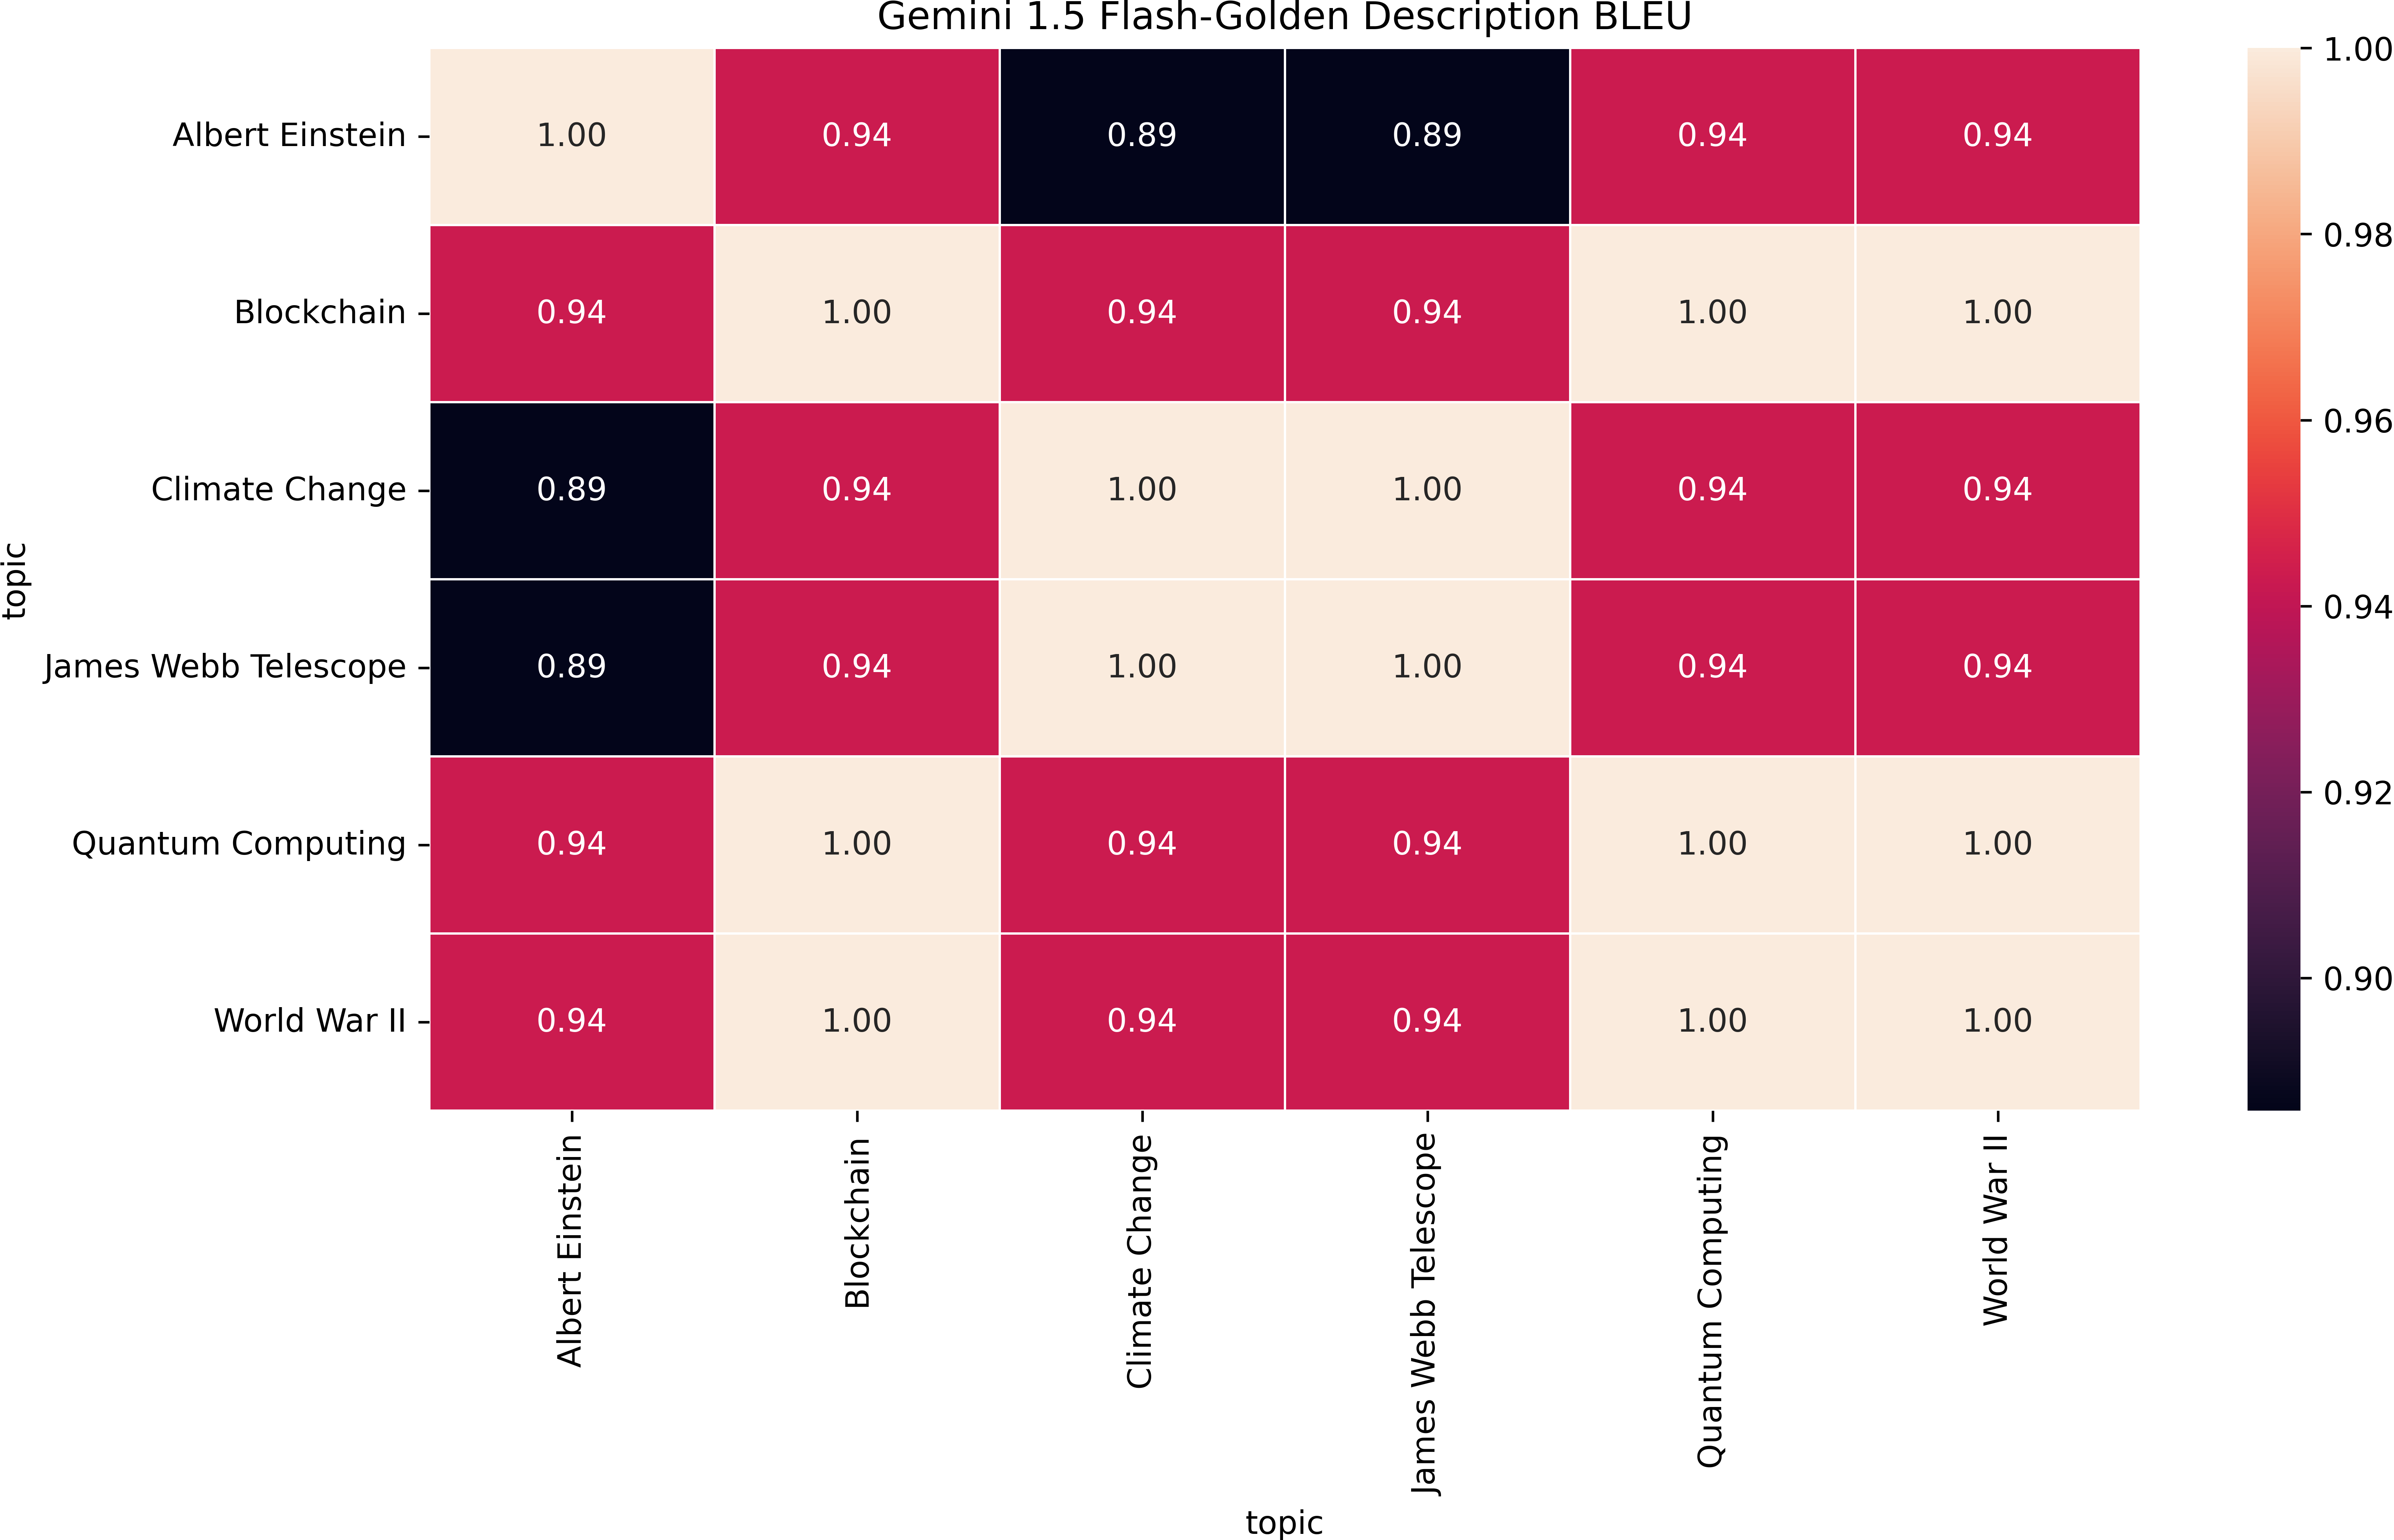 Gemini 1.5 Flash-Golden Description BLEU
Albert Einstein 1.00 0.94 0.89 0.89 0.94 0.94
Blockchain 0.94 1.00 0.94 0.94 1.00 1.00
Climate Change 0.89 0.94 1.00 1.00 0.94 0.94
James Webb Telescope 0.89 0.94 1.00 1.00 0.94 0.94
Quantum Computing 0.94 1.00 0.94 0.94 1.00 1.00
World War II 0.94 1.00 0.94 0.94 1.00 1.00
topic
Albert Einstein
Blockchain
Climate Change
James Webb Telescope
Quantum Computing
World War II
topic
1.00
0.98
0.96
0.94
0.92
0.90